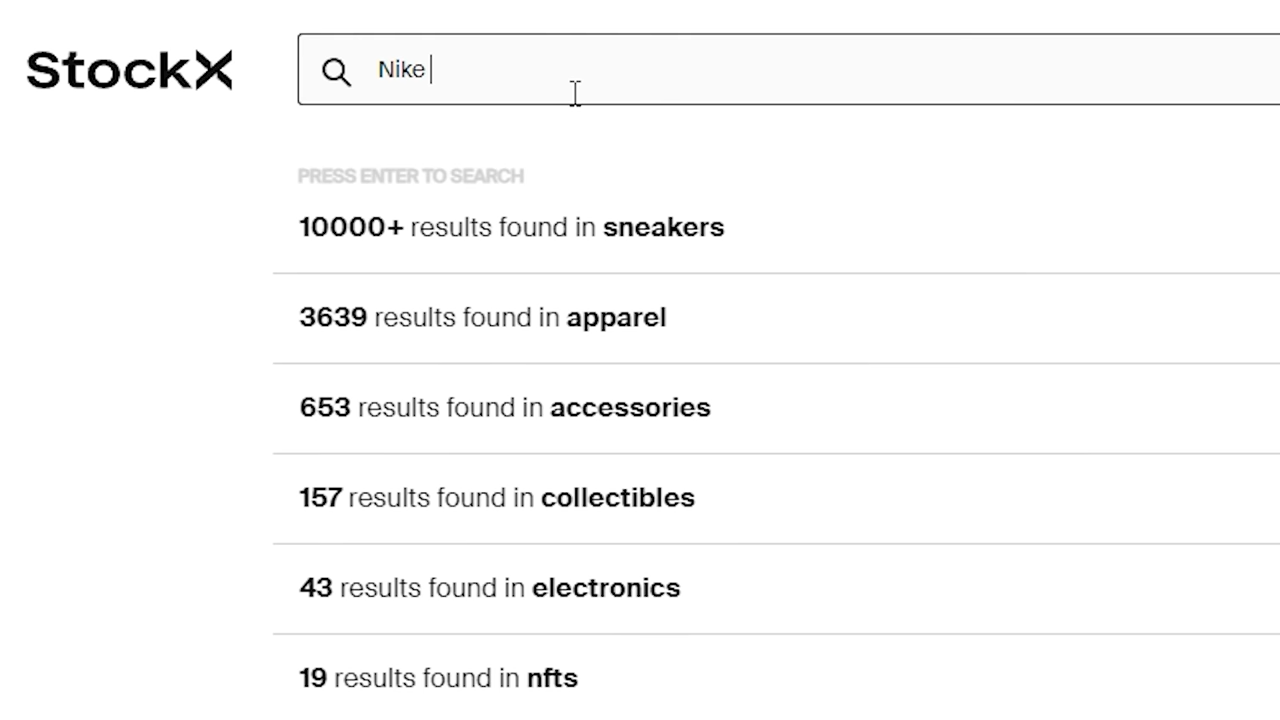 StockX
Nike
PRESS ENTER TO SEARCH
10000+ results found in sneakers
3639 results found in apparel
653 results found in accessories
157 results found in collectibles
43 results found in electronics
19 results found in nfts